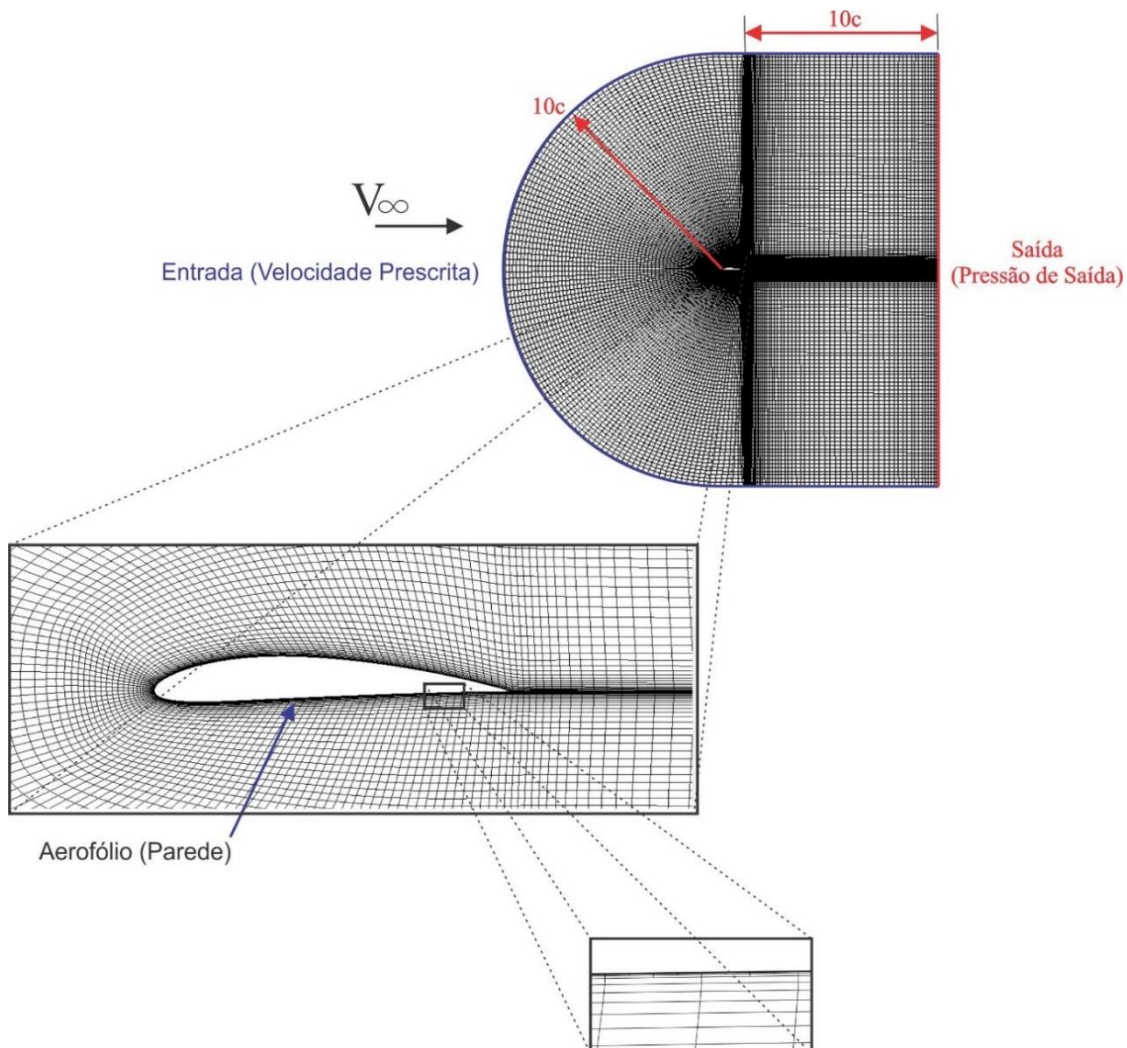 10c
10c
V∞
Entrada (Velocidade Prescrita)
Saída
(Pressão de Saída)
Aerofólio (Parede)